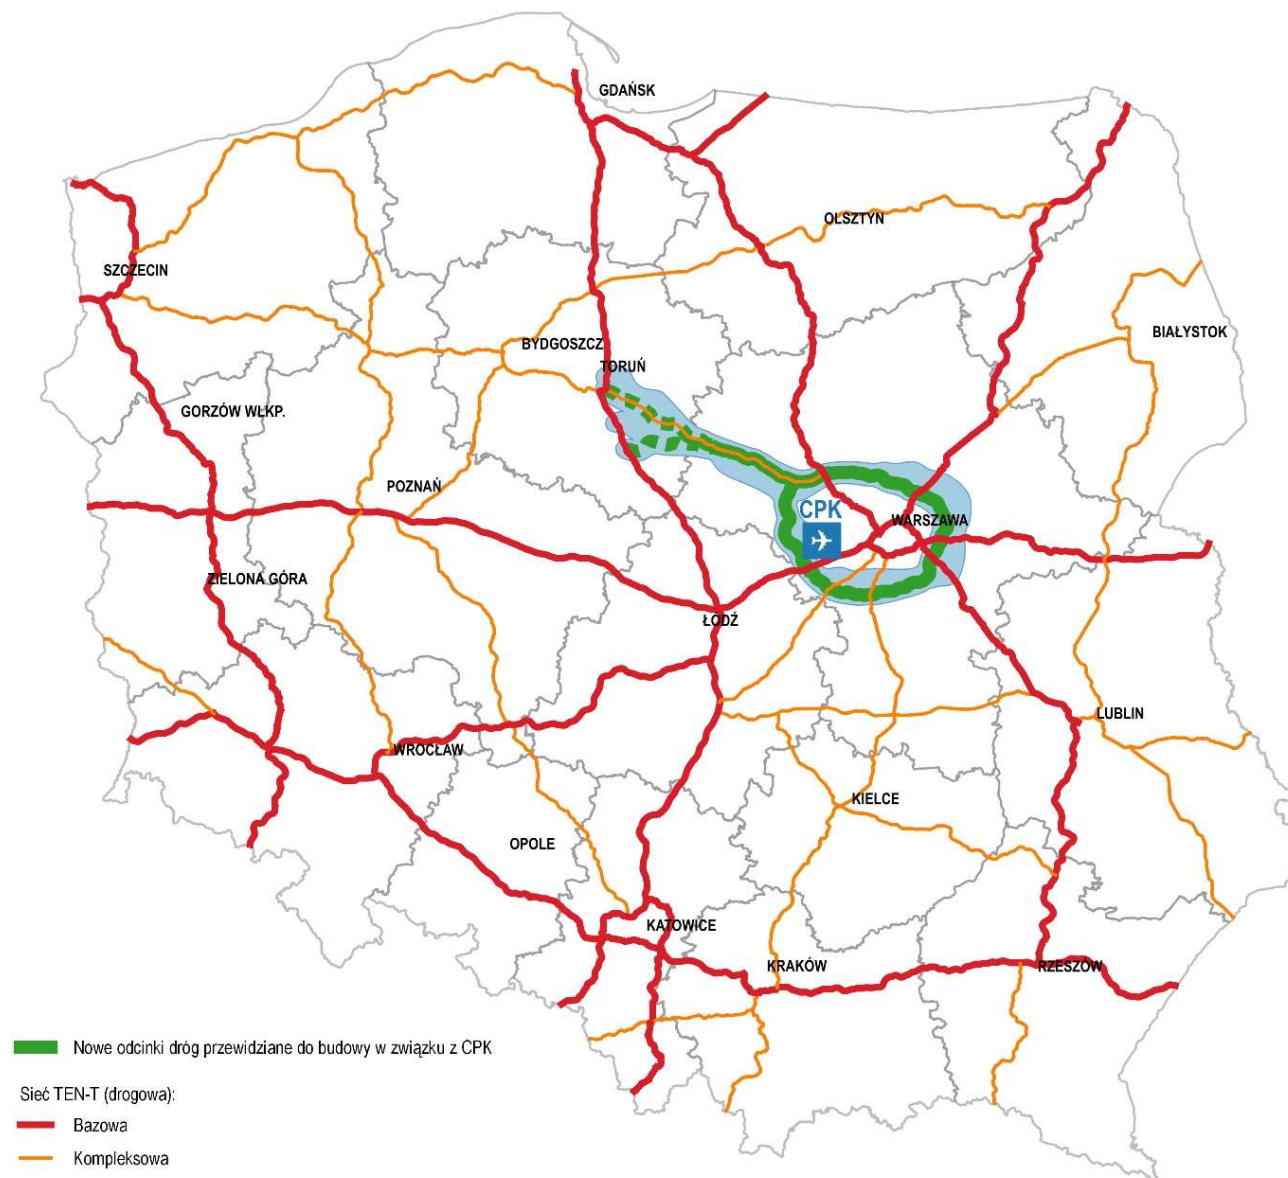 GDAŃSK
OLSZTYN
SZCZECIN
BIAŁYSTOK
BYDGOSZCZ
TORUŃ
GORZÓW WLKP.
POZNAŃ
CPK
WARSZAWA
ZIELONA GÓRA
ŁÓDŹ
LUBLIN
WROCŁAW
KIELCE
OPOLE
KATOWICE
KRAKÓW
RZESZÓW
Nowe odcinki dróg przewidziane do budowy w związku z CPK
Sieć TEN-T (drogowa):
Bazowa
Kompleksowa